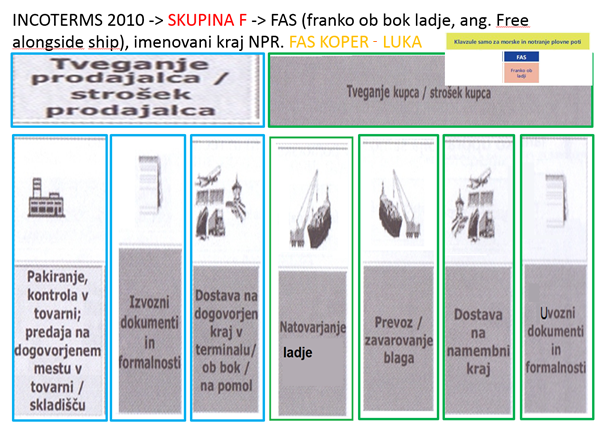 INCOTERMS 2010 -> SKUPINA F -> FAS (franko ob bok ladje, ang. Free
alongside ship), imenovani kraj NPR. FAS KOPER - LUKA
Klavzule samo za morske in notranje plovne poti
FAS
Franko ob
ladji
Tveganje
prodajalca /
strošek
prodajalca
Tveganje kupca / strošek kupca
Pakiranje,
kontrola v
tovarni;
predaja na
dogovorjenem
mestu v
tovarni /
skladišču
Izvozni
dokumenti
in
formalnosti
Dostava na
dogovorjen
kraj v
terminalu/
ob bok /
na pomol
Natovarjanje
ladje
Prevoz /
zavarovanje
blaga
Dostava
na
namembni
kraj
Uvozni
dokumenti
in
formalnosti